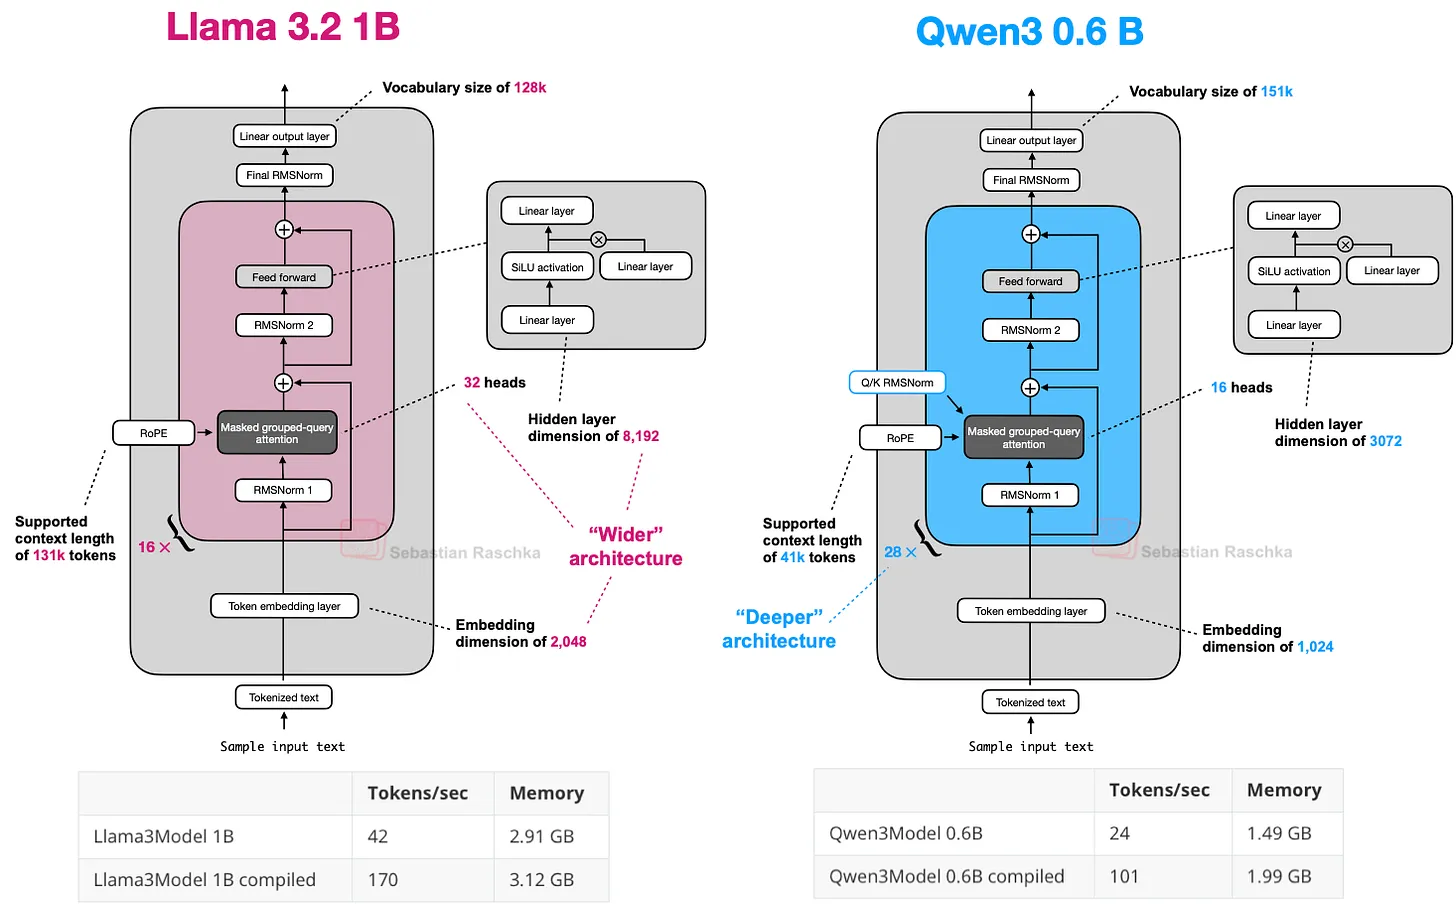 Llama 3.2 1B
Vocabulary size of 128k
Linear output layer
Final RMSNorm
Feed forward
RMSNorm 2
Linear layer
SiLU activation
Linear layer
Linear layer
32 heads
Hidden layer
dimension of 8,192
RoPE
Masked grouped-query
attention
RMSNorm 1
Supported
context length
of 131k tokens
16 ×
Sebastian Raschka
“Wider”
architecture
Token embedding layer
Embedding
dimension of 2,048
Tokenized text
Sample input text
Tokens/sec Memory
Llama3Model 1B 42 2.91 GB
Llama3Model 1B compiled 170 3.12 GB
Qwen3 0.6 B
Vocabulary size of 151k
Linear output layer
Final RMSNorm
Feed forward
RMSNorm 2
Linear layer
SiLU activation
Linear layer
Linear layer
Q/K RMSNorm
16 heads
Hidden layer
dimension of 3072
RoPE
Masked grouped-query
attention
RMSNorm 1
Supported
context length
of 41k tokens
28 ×
Sebastian Raschka
“Deeper”
architecture
Token embedding layer
Embedding
dimension of 1,024
Tokenized text
Sample input text
Tokens/sec Memory
Qwen3Model 0.6B 24 1.49 GB
Qwen3Model 0.6B compiled 101 1.99 GB